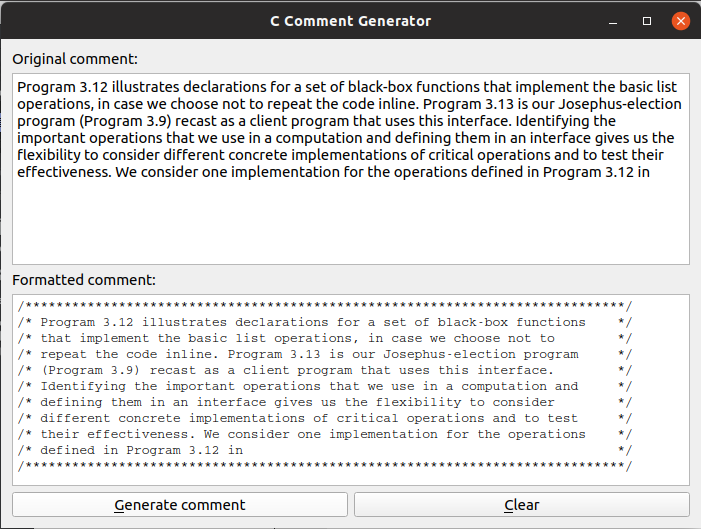 C Comment Generator
Original comment:
Program 3.12 illustrates declarations for a set of black-box functions that implement the basic list
operations, in case we choose not to repeat the code inline. Program 3.13 is our Josephus-election
program (Program 3.9) recast as a client program that uses this interface. Identifying the
important operations that we use in a computation and defining them in an interface gives us the
flexibility to consider different concrete implementations of critical operations and to test their
effectiveness. We consider one implementation for the operations defined in Program 3.12 in
Formatted comment:
/*****************************************************************************/
/* Program 3.12 illustrates declarations for a set of black-box functions    */
/* that implement the basic list operations, in case we choose not to        */
/* repeat the code inline. Program 3.13 is our Josephus-election program     */
/* (Program 3.9) recast as a client program that uses this interface.        */
/* Identifying the important operations that we use in a computation and     */
/* defining them in an interface gives us the flexibility to consider        */
/* different concrete implementations of critical operations and to test     */
/* their effectiveness. We consider one implementation for the operations    */
/* defined in Program 3.12 in                                                */
/*****************************************************************************/
Generate comment
Clear